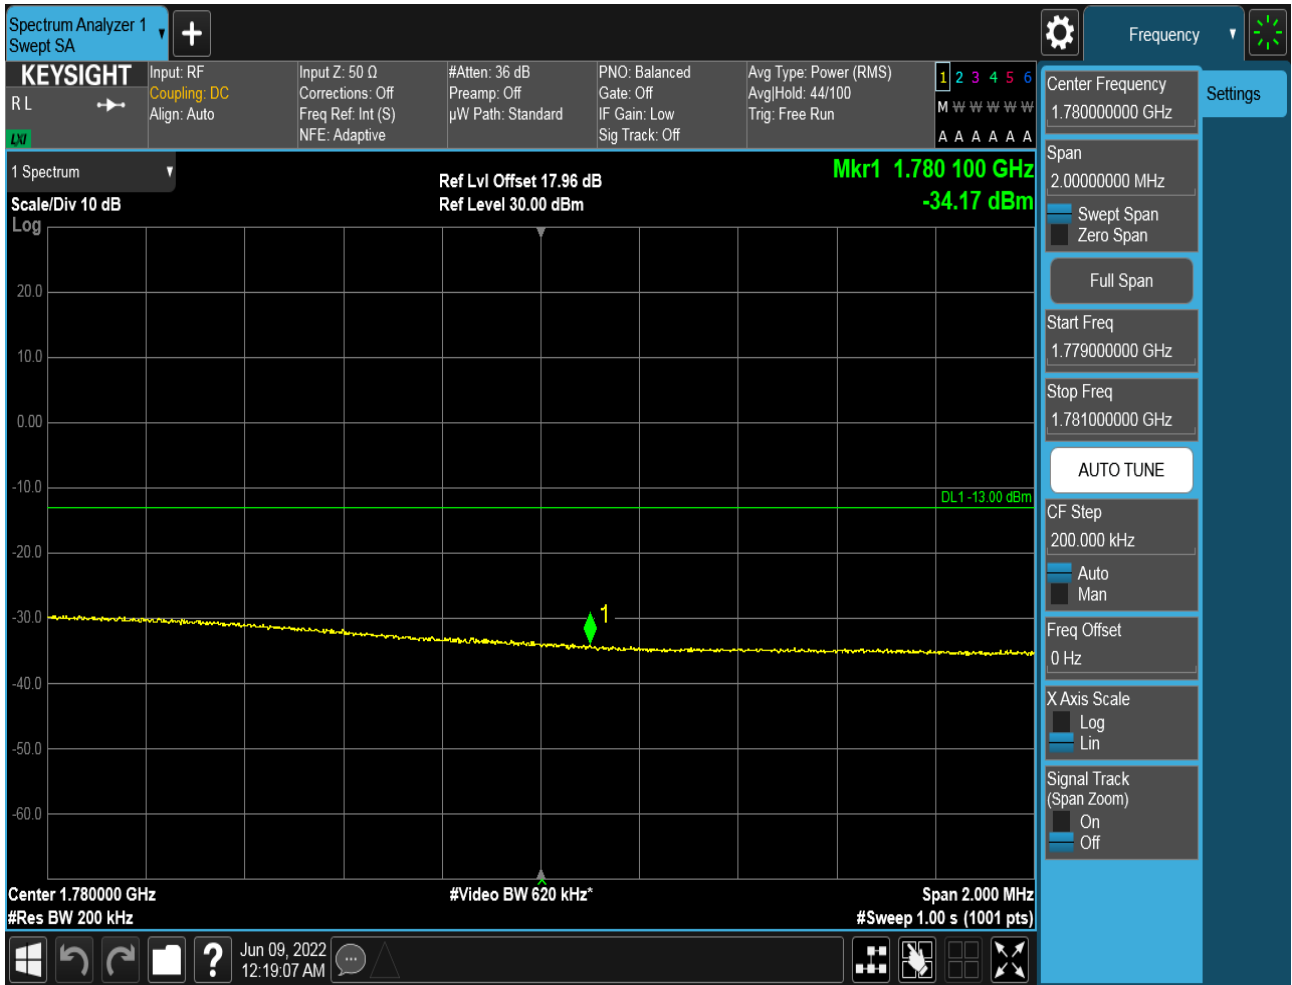 Spectrum Analyzer 1
Swept SA
Frequency
KEYSIGHT
R L
LXI
Input: RF
Coupling: DC
Align: Auto
Input Z: 50 Ω
Corrections: Off
Freq Ref: Int (S)
NFE: Adaptive
#Atten: 36 dB
Preamp: Off
µW Path: Standard
PNO: Balanced
Gate: Off
IF Gain: Low
Sig Track: Off
Avg Type: Power (RMS)
Avg|Hold: 44/100
Trig: Free Run
1 2 3 4 5 6
M W W W W W
A A A A A A
1 Spectrum
Scale/Div 10 dB
Log
Ref Lvl Offset 17.96 dB
Ref Level 30.00 dBm
Mkr1 1.780 100 GHz
-34.17 dBm
20.0
10.0
0.00
-10.0
DL1 -13.00 dBm
-20.0
-30.0
1
-40.0
-50.0
-60.0
Center 1.780000 GHz
#Video BW 620 kHz*
Span 2.000 MHz
#Res BW 200 kHz
#Sweep 1.00 s (1001 pts)
Jun 09, 2022
12:19:07 AM
?
Center Frequency
1.780000000 GHz
Settings
Span
2.00000000 MHz
Swept Span
Zero Span
Full Span
Start Freq
1.779000000 GHz
Stop Freq
1.781000000 GHz
AUTO TUNE
CF Step
200.000 kHz
Auto
Man
Freq Offset
0 Hz
X Axis Scale
Log
Lin
Signal Track
(Span Zoom)
On
Off